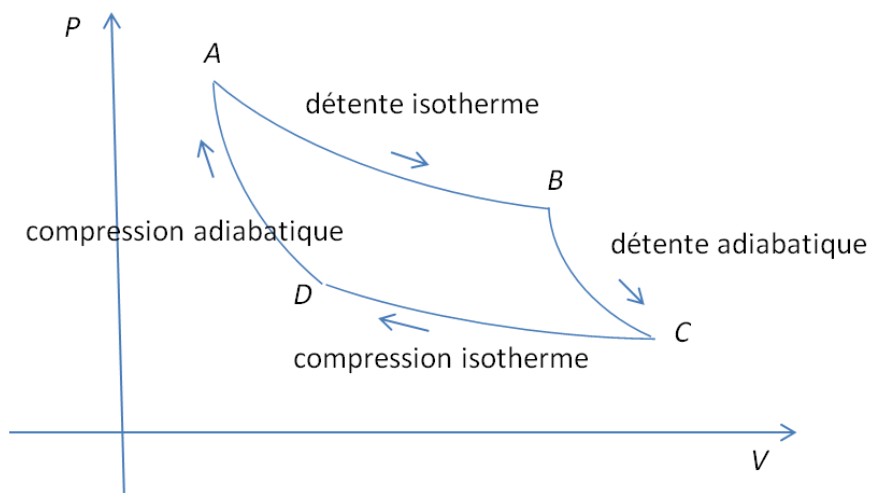 P
A
détente isotherme
B
compression adiabatique
détente adiabatique
D
C
compression isotherme
V